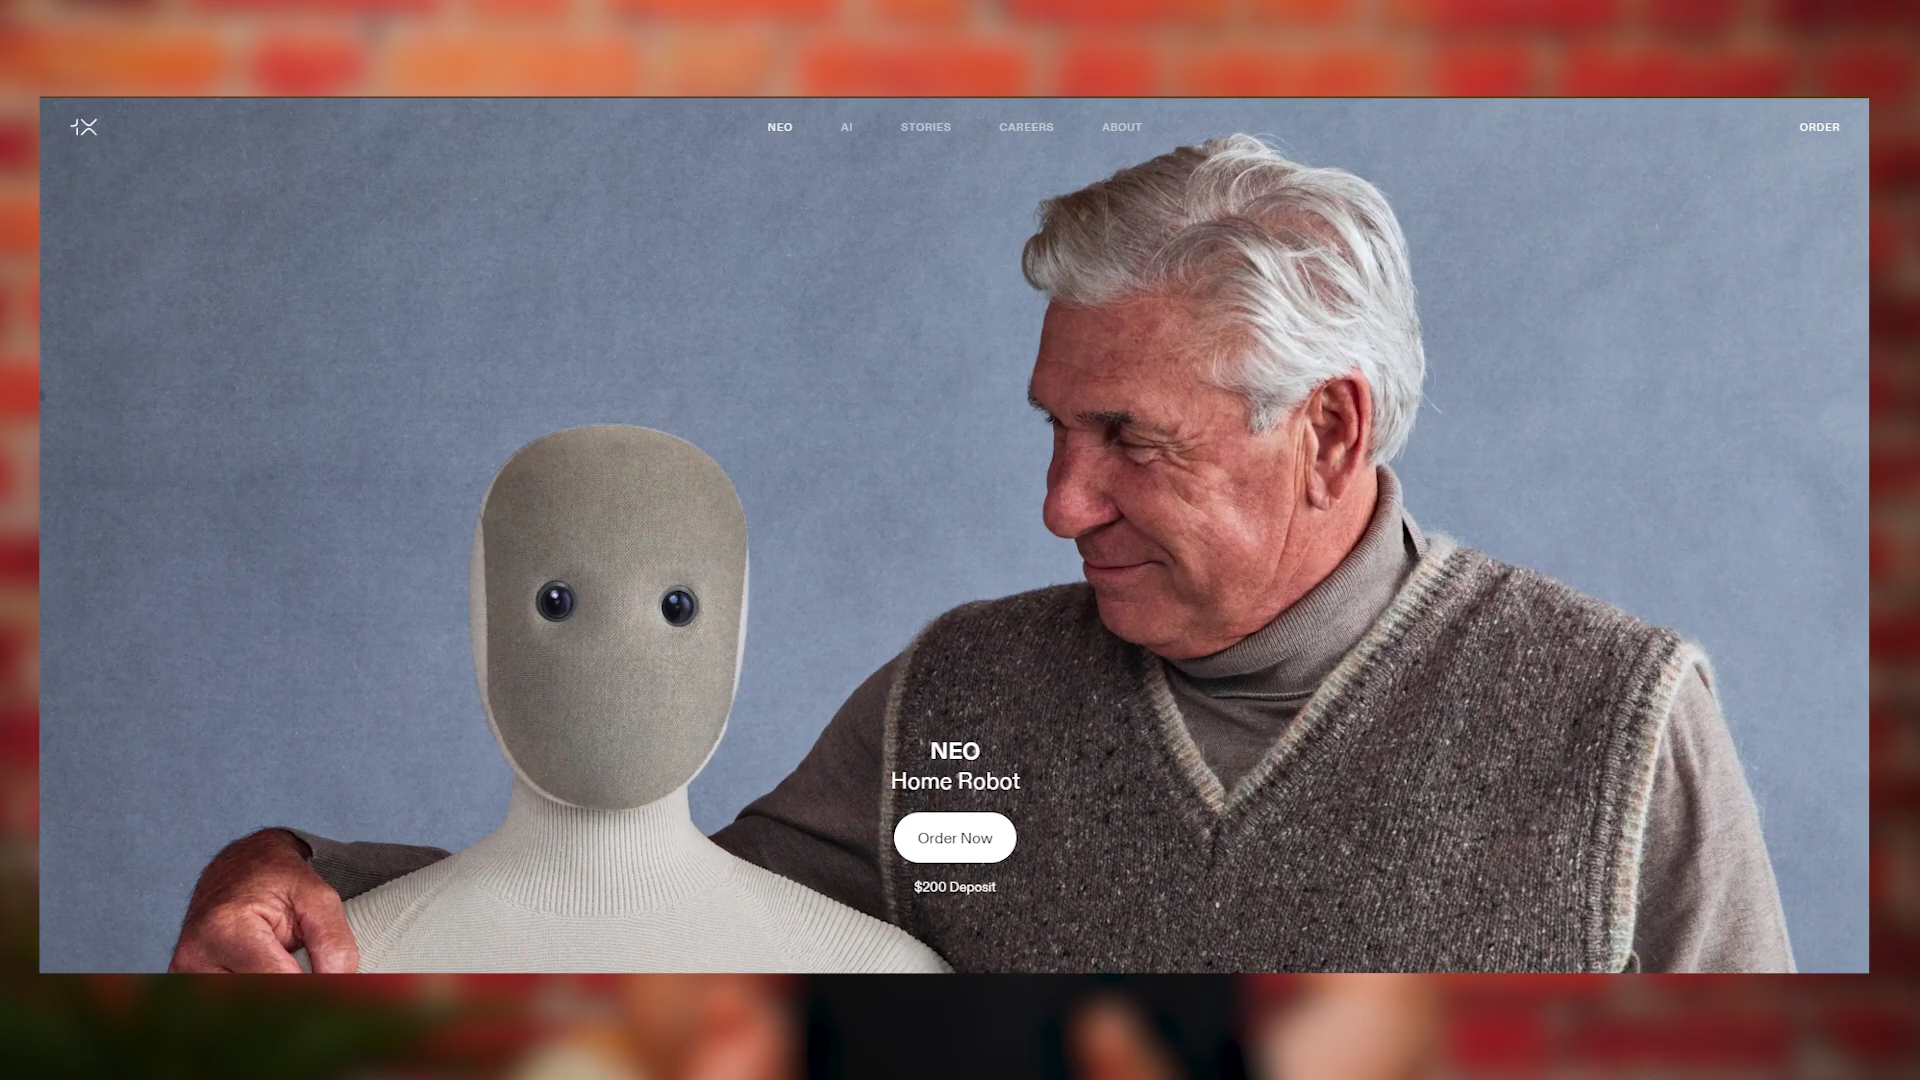 1X
NEO
AI
STORIES
CAREERS
ABOUT
ORDER
NEO
Home Robot
Order Now
$200 Deposit